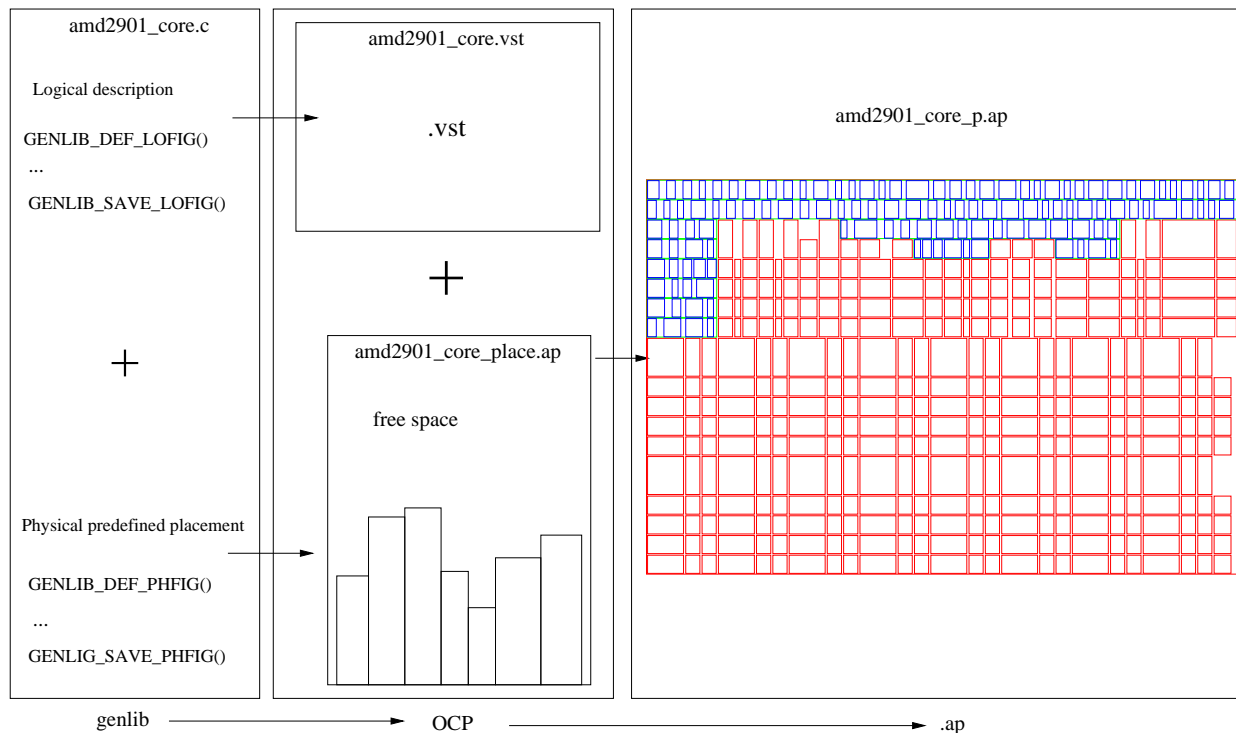 amd2901_core.c
Logical description
GENLIB_DEF_LOFIG()
...
GENLIB_SAVE_LOFIG()
+
Physical predefined placement
GENLIB_DEF_PHFIG()
...
GENLIG_SAVE_PHFIG()
amd2901_core.vst
.vst
+
amd2901_core_place.ap
free space
amd2901_core_p.ap
genlib
OCP
.ap